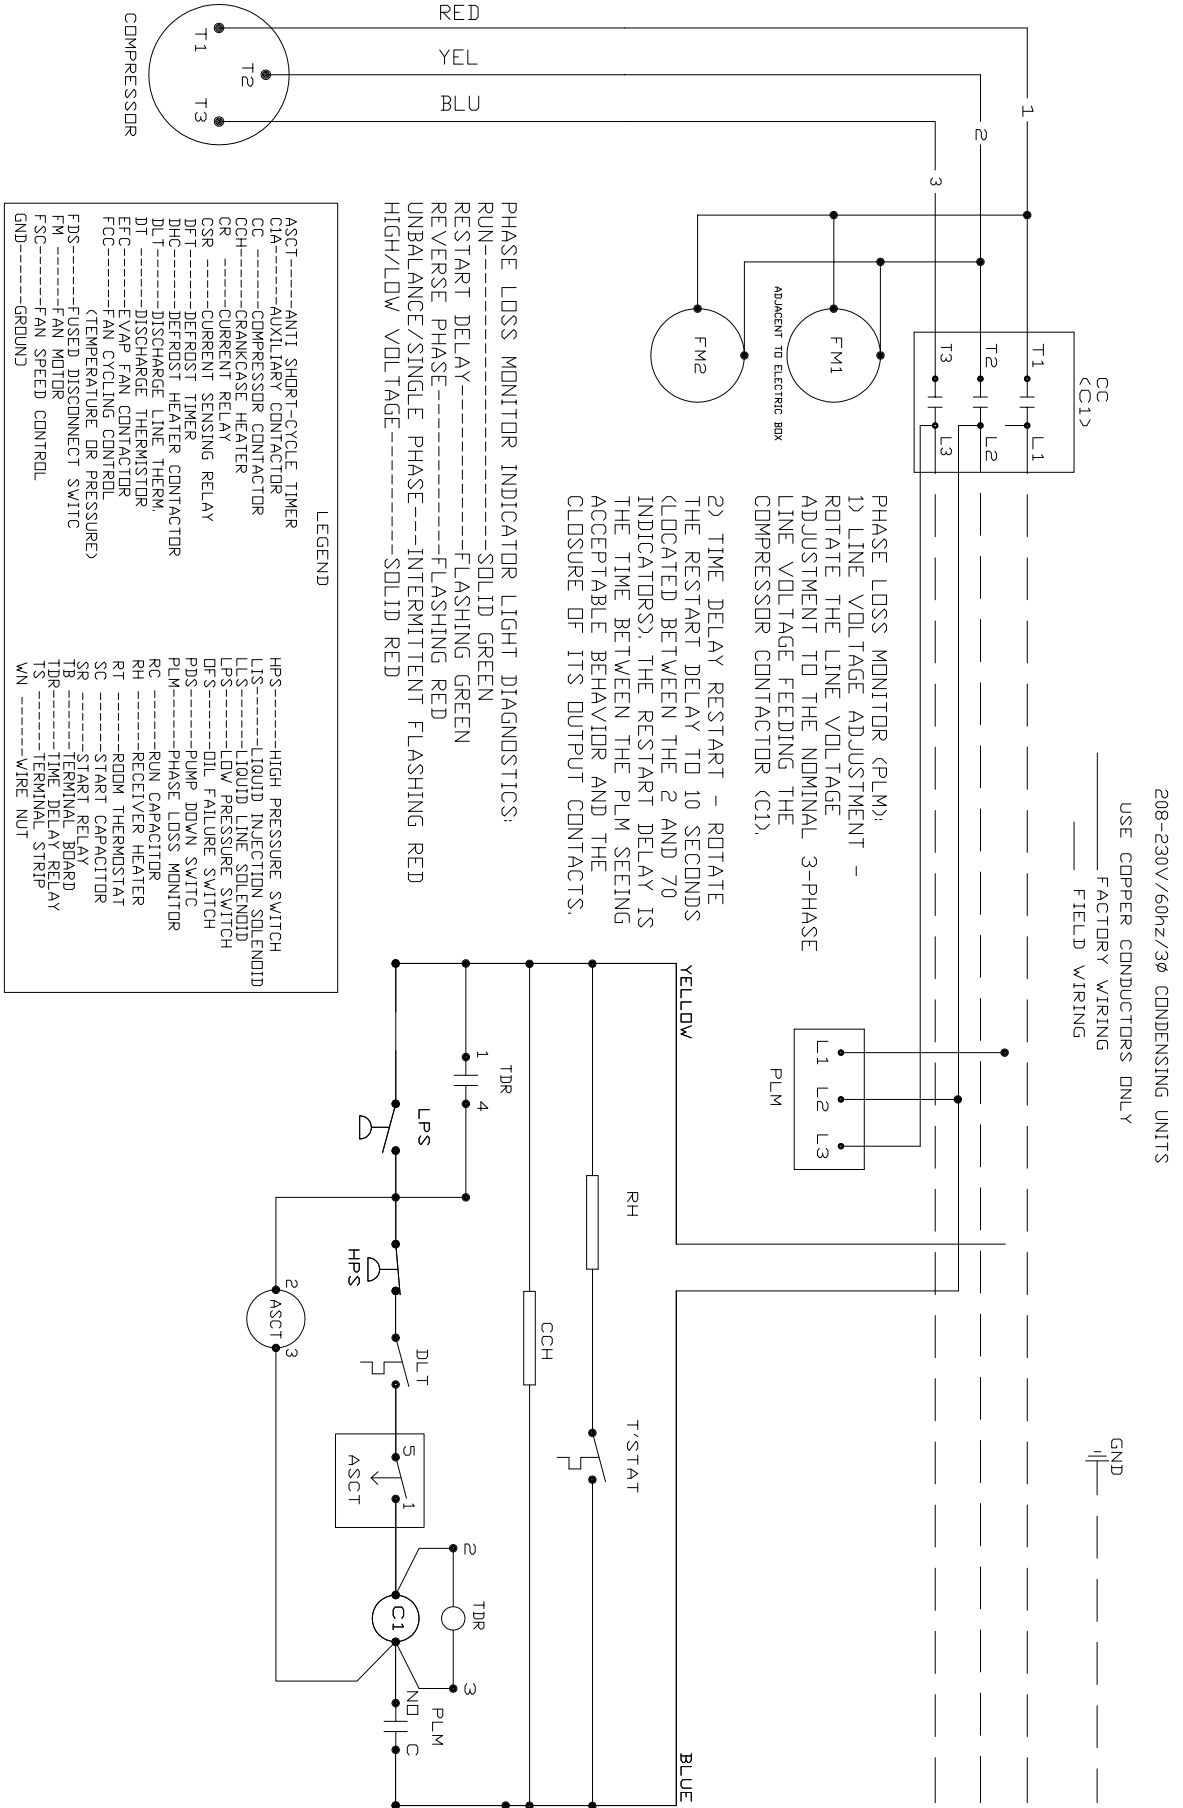 208-230V/60hz/3Ø CONDENSING UNITS
USE COPPER CONDUCTORS ONLY
FACTORY WIRING
FIELD WIRING
GND
CC
(C1)
T1
L1
T2
L2
T3
L3
1
2
3
RED
YEL
BLU
T1
T2
T3
COMPRESSOR
FM1
ADJACENT TO ELECTRIC BOX
FM2
PHASE LOSS MONITOR (PLM):
1) LINE VOLTAGE ADJUSTMENT -
ROTATE THE LINE VOLTAGE
ADJUSTMENT TO THE NOMINAL 3-PHASE
LINE VOLTAGE FEEDING THE
COMPRESSOR CONTACTOR (C1).
2) TIME DELAY RESTART - ROTATE
THE RESTART DELAY TO 10 SECONDS
(LOCATED BETWEEN THE 2 AND 70
INDICATORS). THE RESTART DELAY IS
THE TIME BETWEEN THE PLM SEEING
ACCEPTABLE BEHAVIOR AND THE
CLOSURE OF ITS OUTPUT CONTACTS.
PHASE LOSS MONITOR INDICATOR LIGHT DIAGNOSTICS:
RUN---------------SOLID GREEN
RESTART DELAY---------------FLASHING GREEN
REVERSE PHASE---------------FLASHING RED
UNBALANCE/SINGLE PHASE---INTERMITTENT FLASHING RED
HIGH/LOW VOLTAGE---------SOLID RED
L1
L2
L3
PLM
YELLOW
BLUE
RH
T'STAT
CCH
TDR
1
4
LPS
HPS
DLT
5
1
ASCT
2
TDR
3
C1
PLM
NO
C
2
ASCT
3
LEGEND
ASCT------ANTI SHORT-CYCLE TIMER
C1A-------AUXILIARY CONTACTOR
CC -------COMPRESSOR CONTACTOR
CCH-------CRANKCASE HEATER
CR -------CURRENT RELAY
CSR -------CURRENT SENSING RELAY
DFT-------DEFROST TIMER
DHC-------DEFROST HEATER CONTACTOR
DLT-------DISCHARGE LINE THERM.
DT -------DISCHARGE THERMISTOR
EFC-------EVAP FAN CONTACTOR
FCC-------FAN CYCLING CONTROL
(TEMPERATURE OR PRESSURE)
FDS-------FUSED DISCONNECT SWITC
FM -------FAN MOTOR
FSC-------FAN SPEED CONTROL
GND-------GROUND
HPS-------HIGH PRESSURE SWITCH
LIS-------LIQUID INJECTION SOLENOID
LLS-------LIQUID LINE SOLENOID
LPS-------LOW PRESSURE SWITCH
OFS-------OIL FAILURE SWITCH
PDS-------PUMP DOWN SWITC
PLM-------PHASE LOSS MONITOR
RC -------RUN CAPACITOR
RH -------RECEIVER HEATER
RT -------ROOM THERMOSTAT
SC -------START CAPACITOR
SR -------START RELAY
TB -------TERMINAL BOARD
TDR-------TIME DELAY RELAY
TS -------TERMINAL STRIP
WN -------WIRE NUT